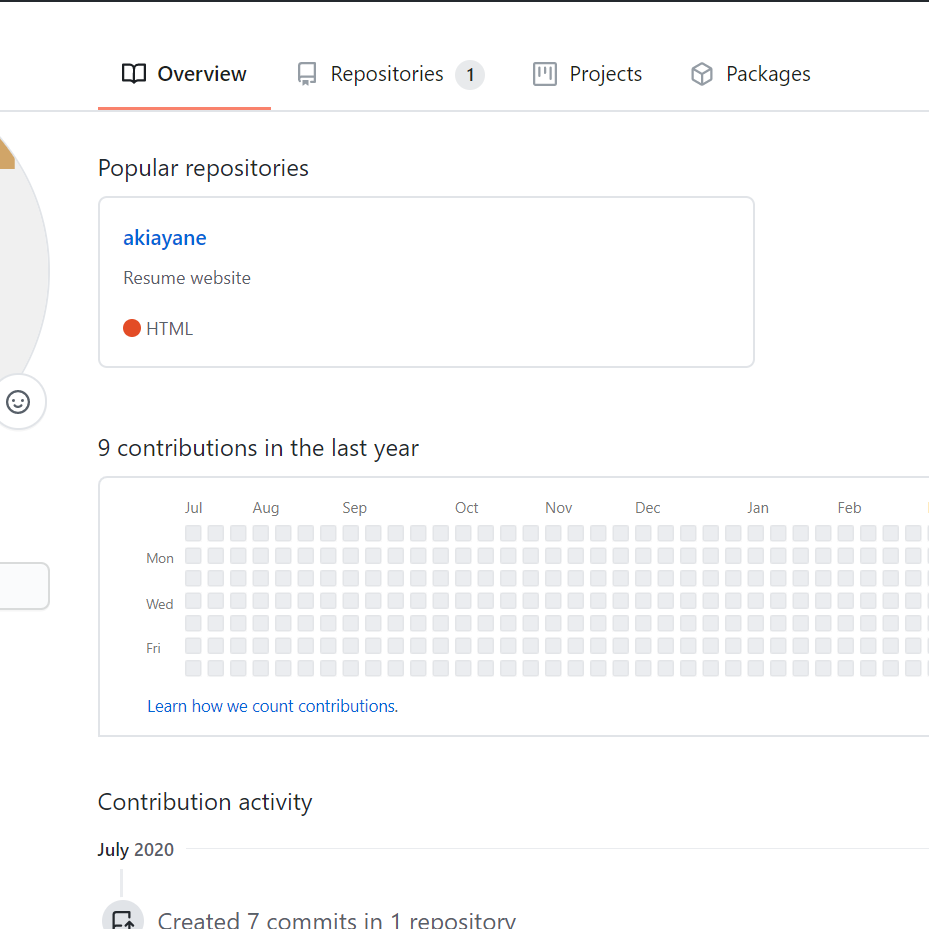 Overview Repositories 1 Projects Packages
Popular repositories
akiayane
Resume website
HTML
9 contributions in the last year
Jul Aug Sep Oct Nov Dec Jan Feb
Mon
Wed
Fri
Learn how we count contributions.
Contribution activity
July 2020
Created 7 commits in 1 repository